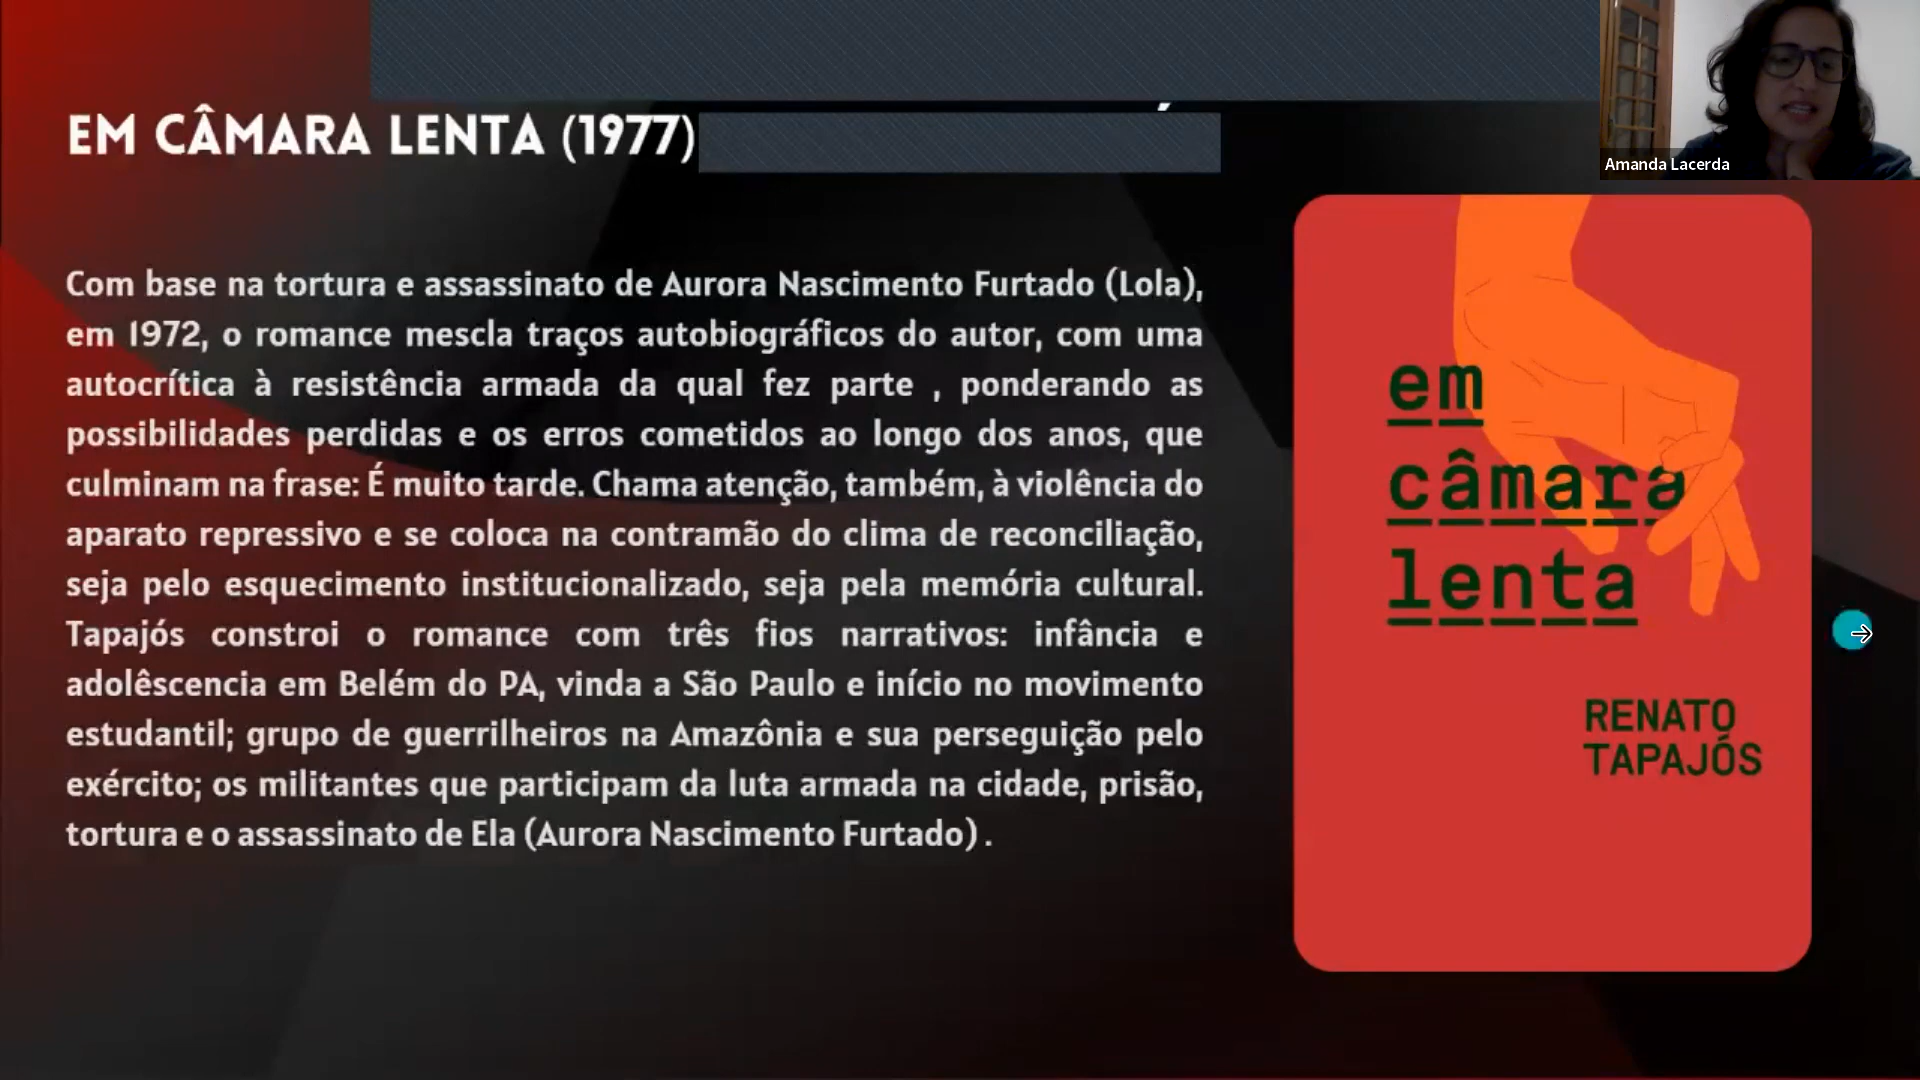 EM CÂMARA LENTA (1977)
Amanda Lacerda
Com base na tortura e assassinato de Aurora Nascimento Furtado (Lola),
em 1972, o romance mescla traços autobiográficos do autor, com uma
autocrítica à resistência armada da qual fez parte , ponderando as
possibilidades perdidas e os erros cometidos ao longo dos anos, que
culminam na frase: É muito tarde. Chama atenção, também, à violência do
aparato repressivo e se coloca na contramão do clima de reconciliação,
seja pelo esquecimento institucionalizado, seja pela memória cultural.
Tapajós constroi o romance com três fios narrativos: infância e
adolêscencia em Belém do PA, vinda a São Paulo e início no movimento
estudantil; grupo de guerrilheiros na Amazônia e sua perseguição pelo
exército; os militantes que participam da luta armada na cidade, prisão,
tortura e o assassinato de Ela (Aurora Nascimento Furtado) .
em
câmara
lenta
RENATO
TAPAJÓS